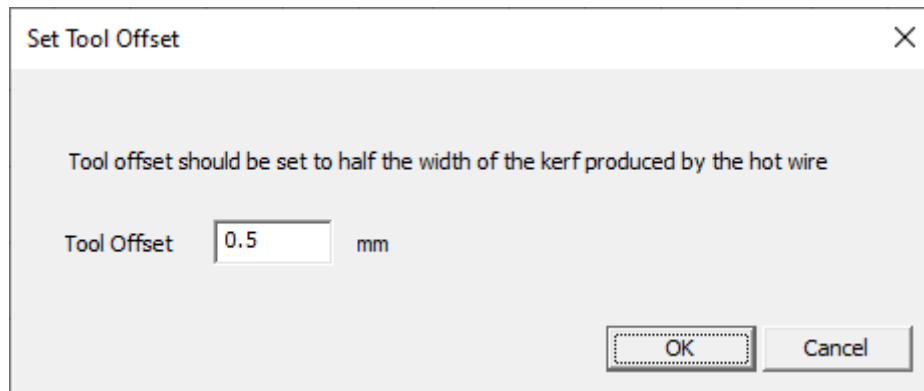 Set Tool Offset
Tool offset should be set to half the width of the kerf produced by the hot wire
Tool Offset 0.5 mm
OK Cancel